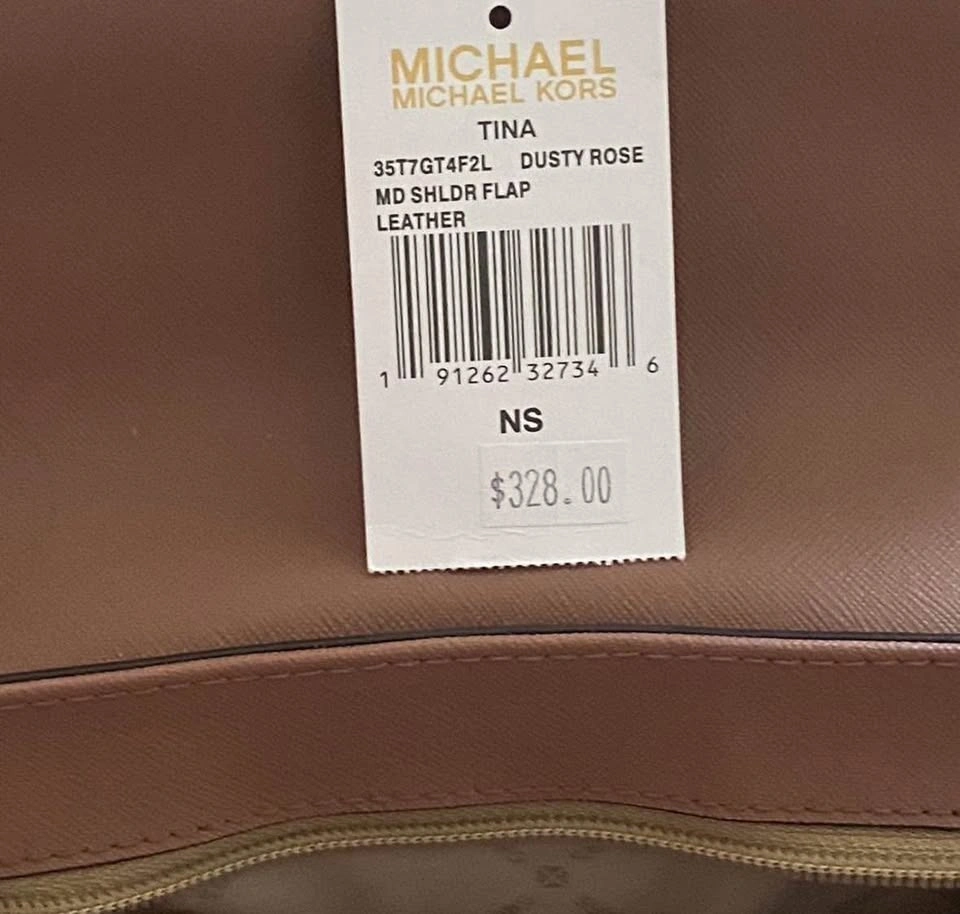 MICHAEL
MICHAEL KORS
TINA
35T7GT4F2L DUSTY ROSE
MD SHLDR FLAP
LEATHER
1 91262 32734 6
NS
$328.00